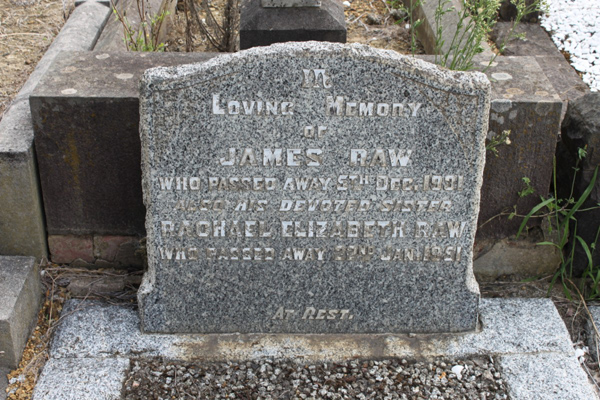 IN
LOVING MEMORY
OF
JAMES RAW
WHO PASSED AWAY 5TH DEC. 1931
ALSO HIS DEVOTED SISTER
RACHAEL ELIZABETH RAW
WHO PASSED AWAY JAN. 1951
AT REST.